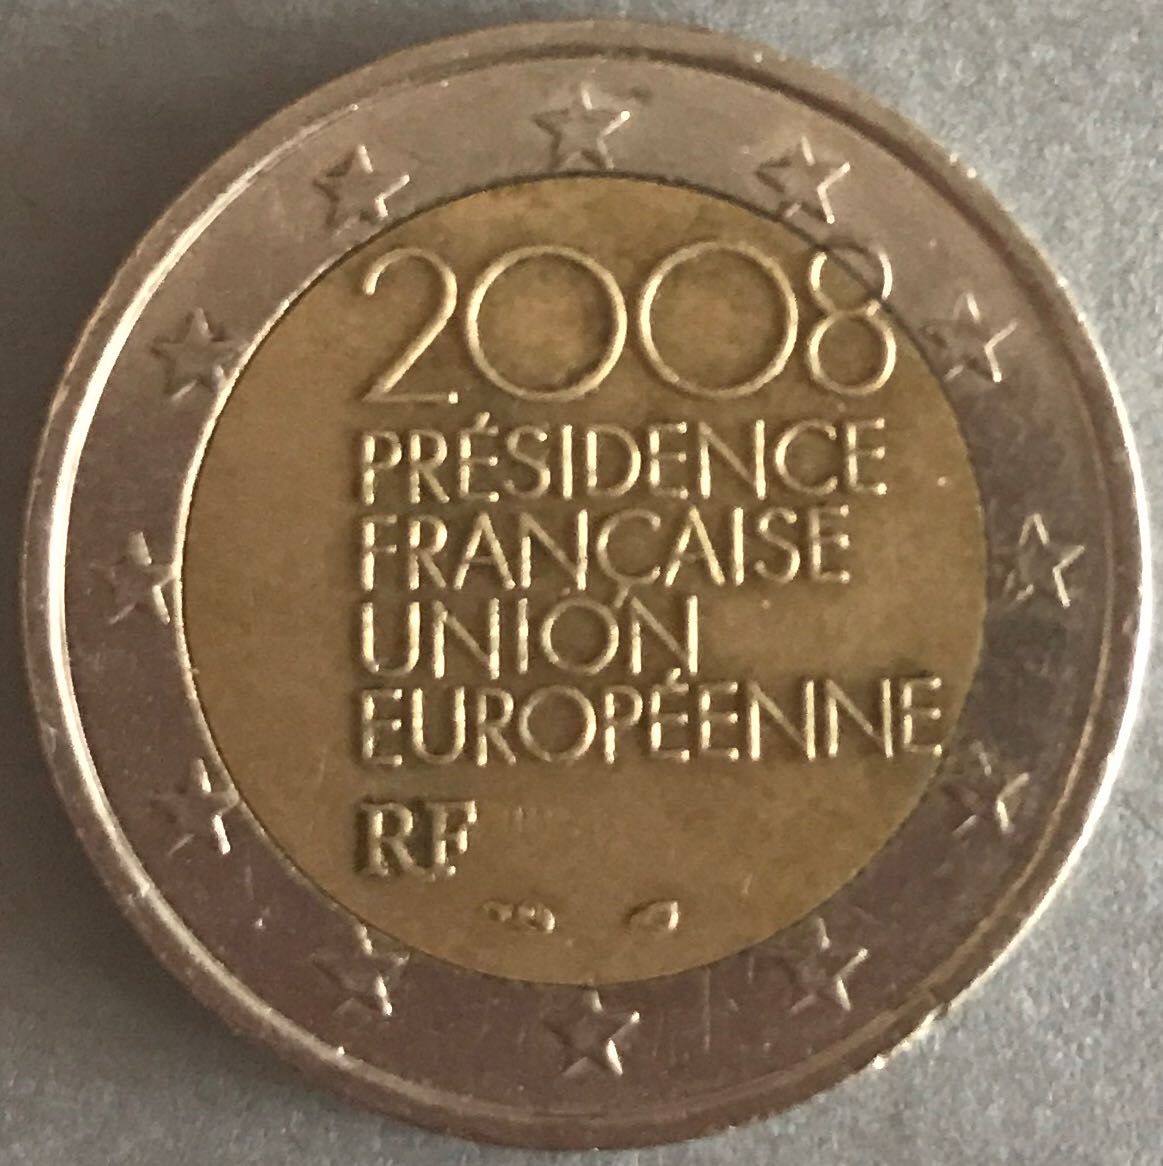 2008
PRÉSIDENCE
FRANÇAISE
UNION
EUROPÉENNE
RF